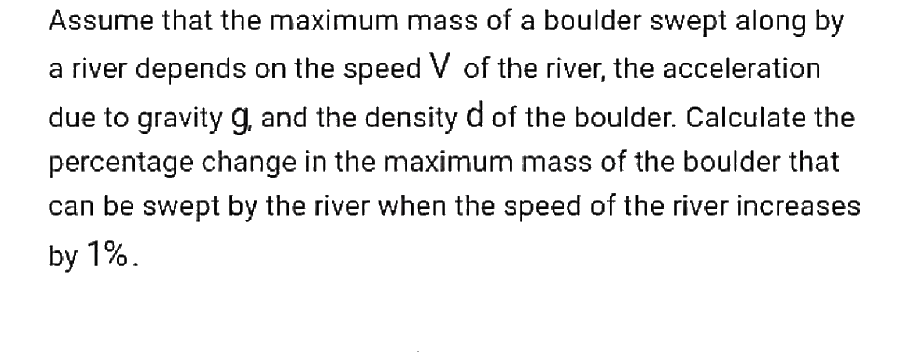 Assume that the maximum mass of a boulder swept along by
a river depends on the speed V of the river, the acceleration
due to gravity g, and the density d of the boulder. Calculate the
percentage change in the maximum mass of the boulder that
can be swept by the river when the speed of the river increases
by 1%.